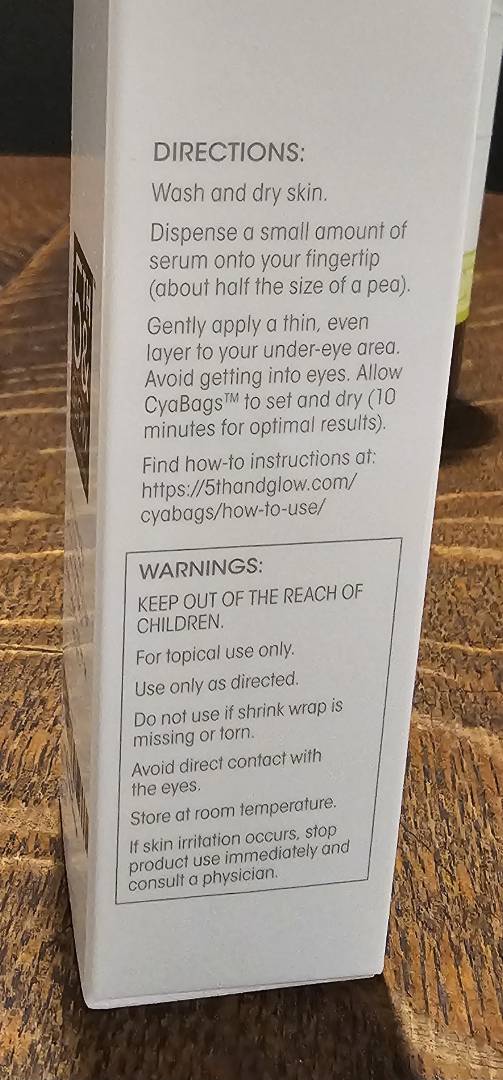 DIRECTIONS:
Wash and dry skin.
Dispense a small amount of
serum onto your fingertip
(about half the size of a pea).
Gently apply a thin, even
layer to your under-eye area.
Avoid getting into eyes. Allow
CyaBags™ to set and dry (10
minutes for optimal results).
Find how-to instructions at:
https://5thandglow.com/
cyabags/how-to-use/
WARNINGS:
KEEP OUT OF THE REACH OF
CHILDREN.
For topical use only.
Use only as directed.
Do not use if shrink wrap is
missing or torn.
Avoid direct contact with
the eyes.
Store at room temperature.
If skin irritation occurs, stop
product use immediately and
consult a physician.